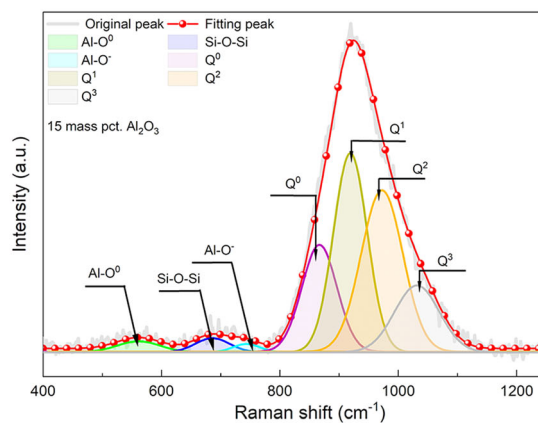 Original peak
Fitting peak
Al-O⁰
Si-O-Si
Al-O⁻
Q⁰
Q¹
Q²
Q³
15 mass pct. Al₂O₃
Q¹
Q²
Q⁰
Al-O⁻
Q³
Al-O⁰
Si-O-Si
Intensity (a.u.)
400
600
800
1000
1200
Raman shift (cm⁻¹)